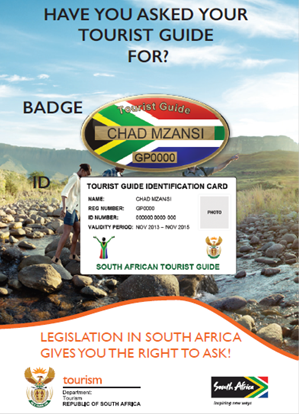 HAVE YOU ASKED YOUR
TOURIST GUIDE
FOR?
BADGE
Tourist Guide
CHAD MZANSI
GP0000
ID
TOURIST GUIDE IDENTIFICATION CARD
NAME: CHAD MZANSI
REG NUMBER: GP0000
ID NUMBER: 000000 0000 000
VALIDITY PERIOD: NOV 2013 – NOV 2015
PHOTO
SOUTH AFRICAN TOURIST GUIDE
LEGISLATION IN SOUTH AFRICA
GIVES YOU THE RIGHT TO ASK!
tourism
Department:
Tourism
REPUBLIC OF SOUTH AFRICA
South Africa
Inspiring new ways